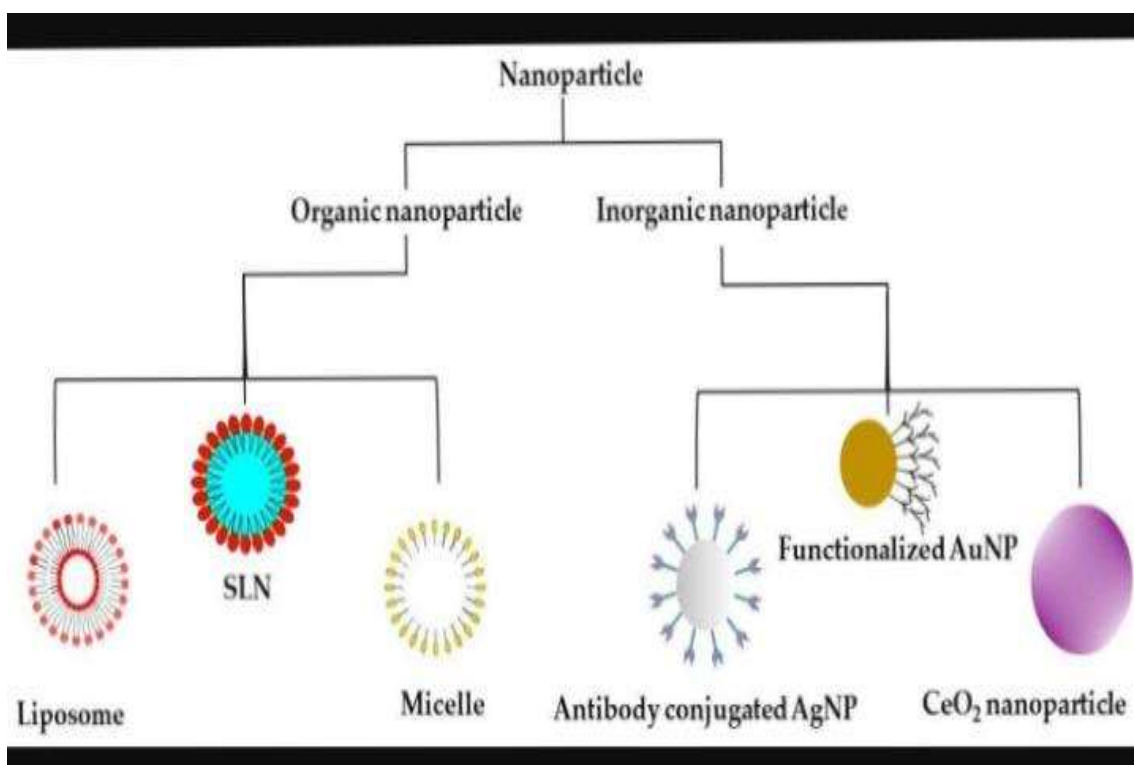 Nanoparticle
Organic nanoparticle
Inorganic nanoparticle
SLN
Functionalized AuNP
Liposome
Micelle
Antibody conjugated AgNP
CeO₂ nanoparticle